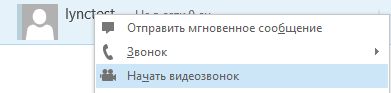 lynctest
Отправить мгновенное сообщение
Звонок
Начать видеозвонок